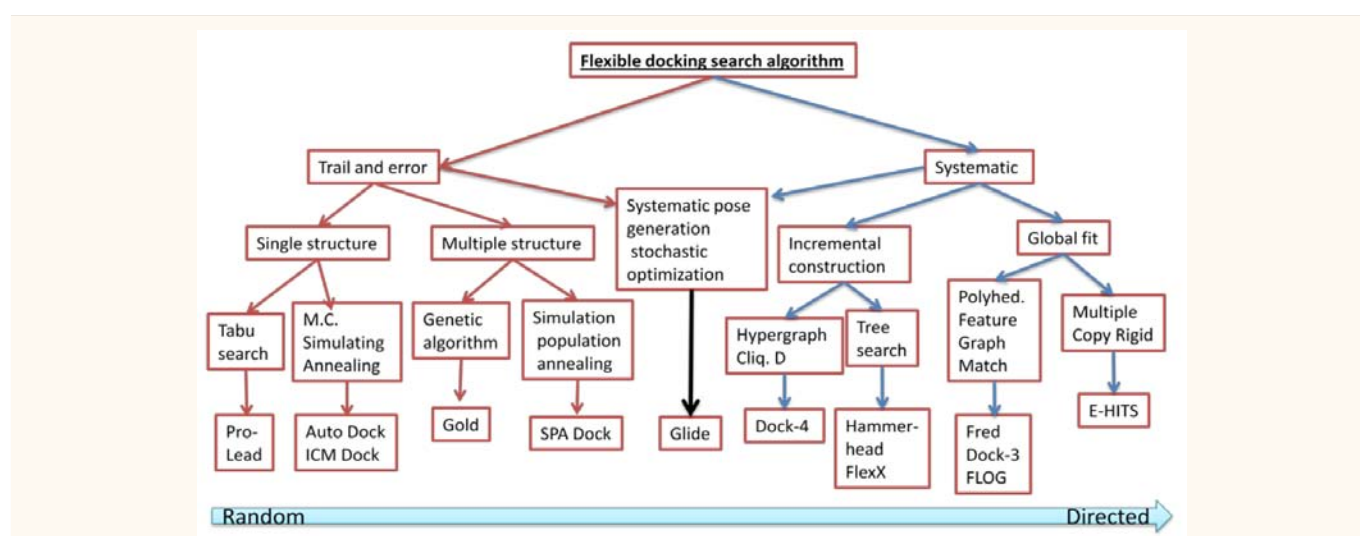 Flexible docking search algorithm
Trail and error
Systematic
Systematic pose
generation
stochastic
optimization
Single structure
Multiple structure
Incremental
construction
Global fit
Tabu
search
M.C.
Simulating
Annealing
Genetic
algorithm
Simulation
population
annealing
Hypergraph
Cliq. D
Tree
search
Polyhed.
Feature
Graph
Match
Multiple
Copy Rigid
Pro-
Lead
Auto Dock
ICM Dock
Gold
SPA Dock
Glide
Dock-4
Hammer-
head
FlexX
Fred
Dock-3
FLOG
E-HITS
Random
Directed